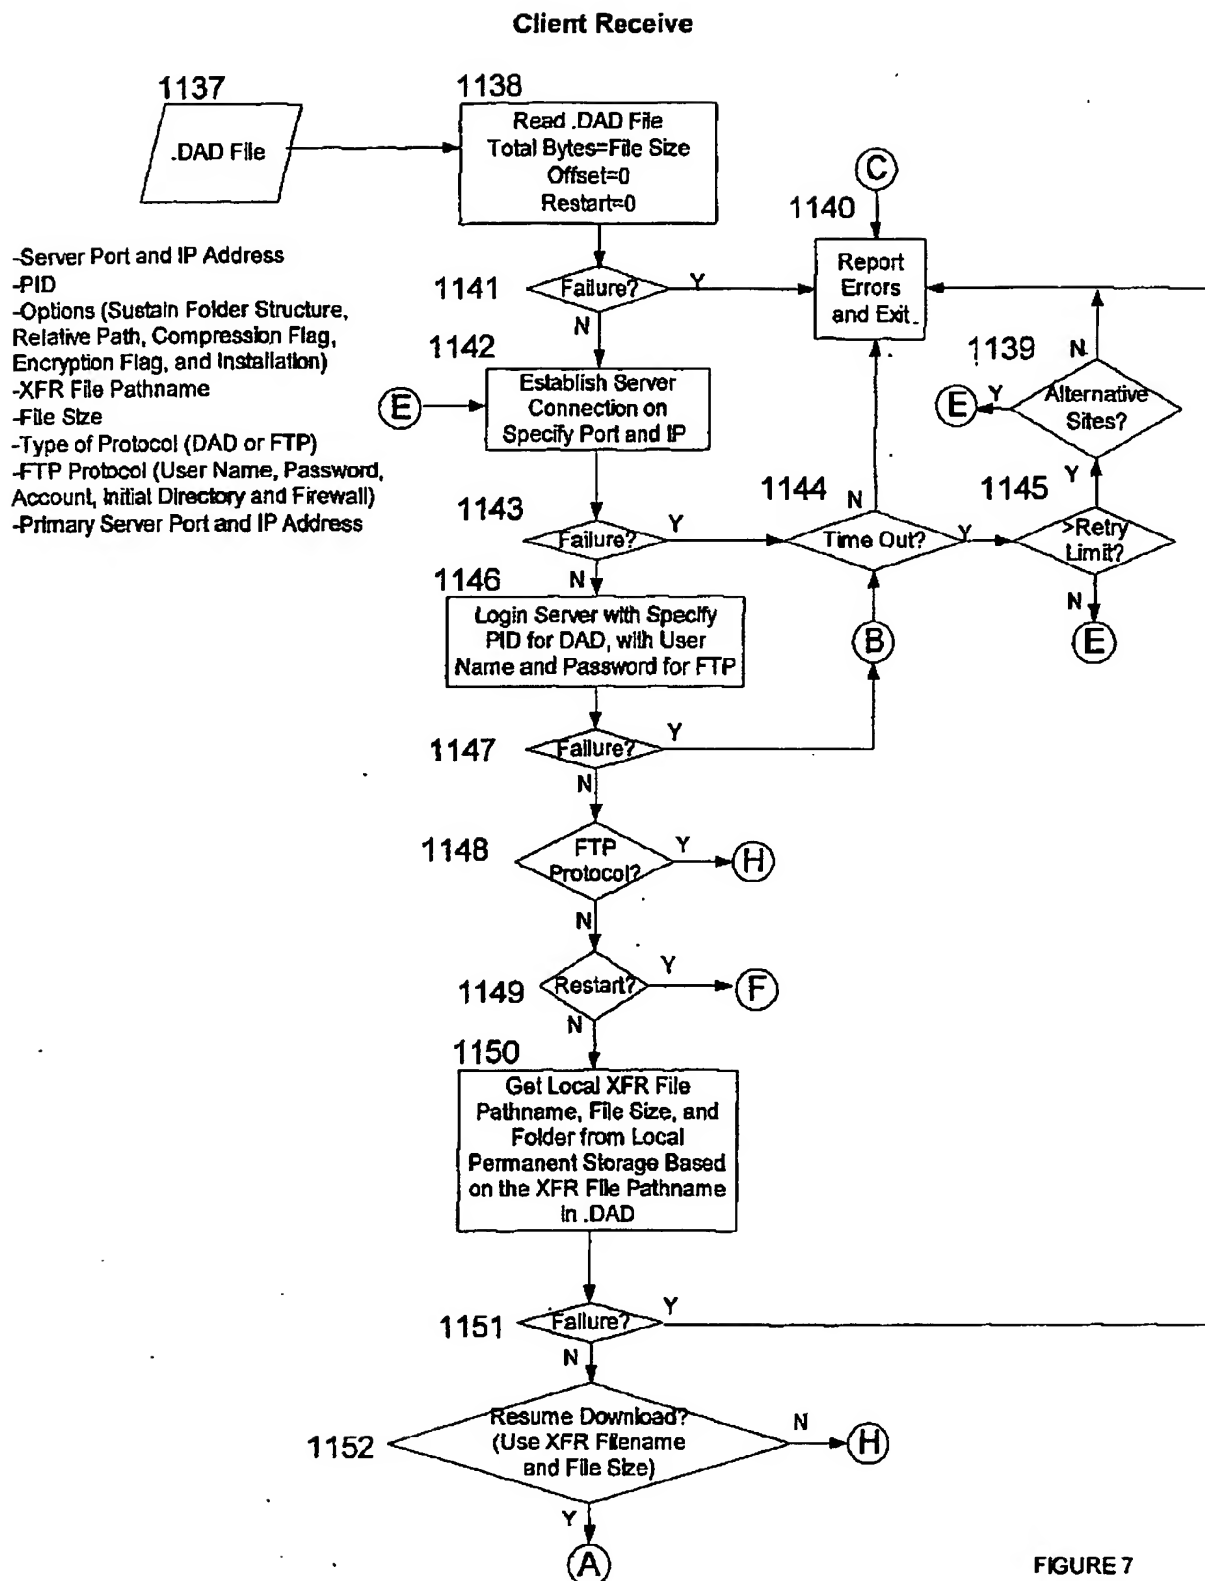 Client Receive
1137
.DAD File
1138
Read .DAD File
Total Bytes=File Size
Offset=0
Restart=0
-Server Port and IP Address
-PID
-Options (Sustain Folder Structure,
Relative Path, Compression Flag,
Encryption Flag, and Installation)
-XFR File Pathname
-File Size
-Type of Protocol (DAD or FTP)
-FTP Protocol (User Name, Password,
Account, Initial Directory and Firewall)
-Primary Server Port and IP Address
C
1140
Report
Errors
and Exit
1141
Failure?
Y
N
1142
E
Establish Server
Connection on
Specify Port and IP
1139
N
Y
E
Alternative
Sites?
1143
Failure?
Y
N
1144
N
Time Out?
Y
1145
Y
>Retry
Limit?
N
E
1146
Login Server with Specify
PID for DAD, with User
Name and Password for FTP
B
1147
Failure?
Y
N
1148
FTP
Protocol?
Y
H
N
1149
Restart?
Y
F
N
1150
Get Local XFR File
Pathname, File Size, and
Folder from Local
Permanent Storage Based
on the XFR File Pathname
in .DAD
1151
Failure?
Y
N
1152
Resume Download?
(Use XFR Filename
and File Size)
N
H
Y
A
FIGURE 7